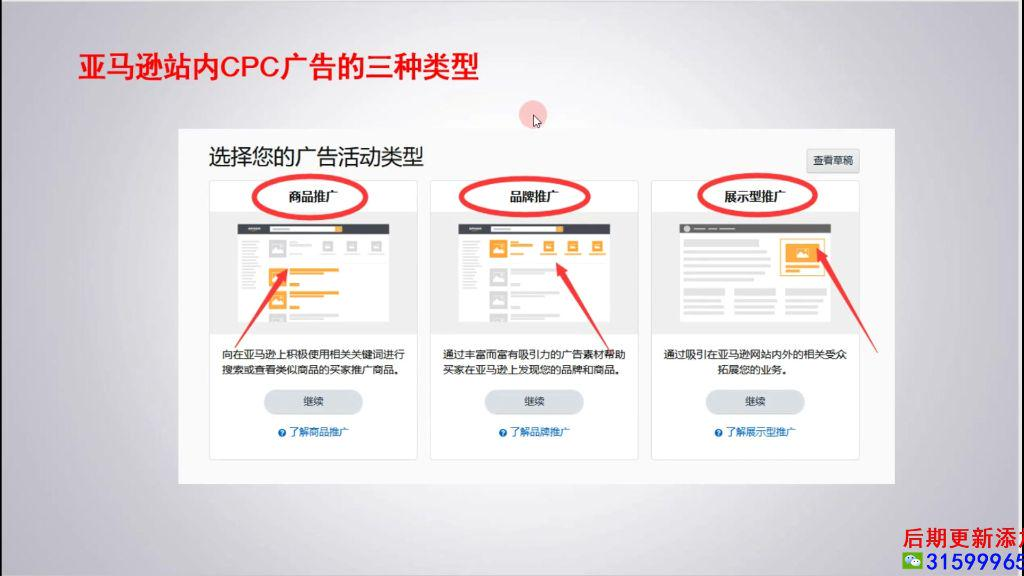 亚马逊站内CPC广告的三种类型
选择您的广告活动类型
查看草稿
商品推广
品牌推广
展示型推广
向在亚马逊上积极使用相关关键词进行
搜索或查看类似商品的买家推广商品。
通过丰富而富有吸引力的广告素材帮助
买家在亚马逊上发现您的品牌和商品。
通过吸引在亚马逊网站内外的相关受众
拓展您的业务。
继续
继续
继续
了解商品推广
了解品牌推广
了解展示型推广
后期更新添加
31599965